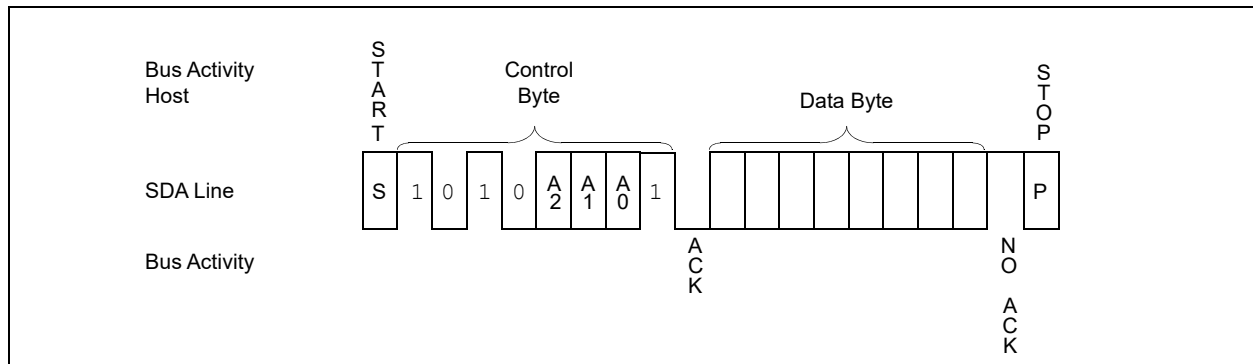 Bus Activity
Host
START
Control
Byte
Data Byte
STOP
SDA Line
S 1 0 1 0 A2 A1 A0 1 P
Bus Activity
ACK
NO ACK